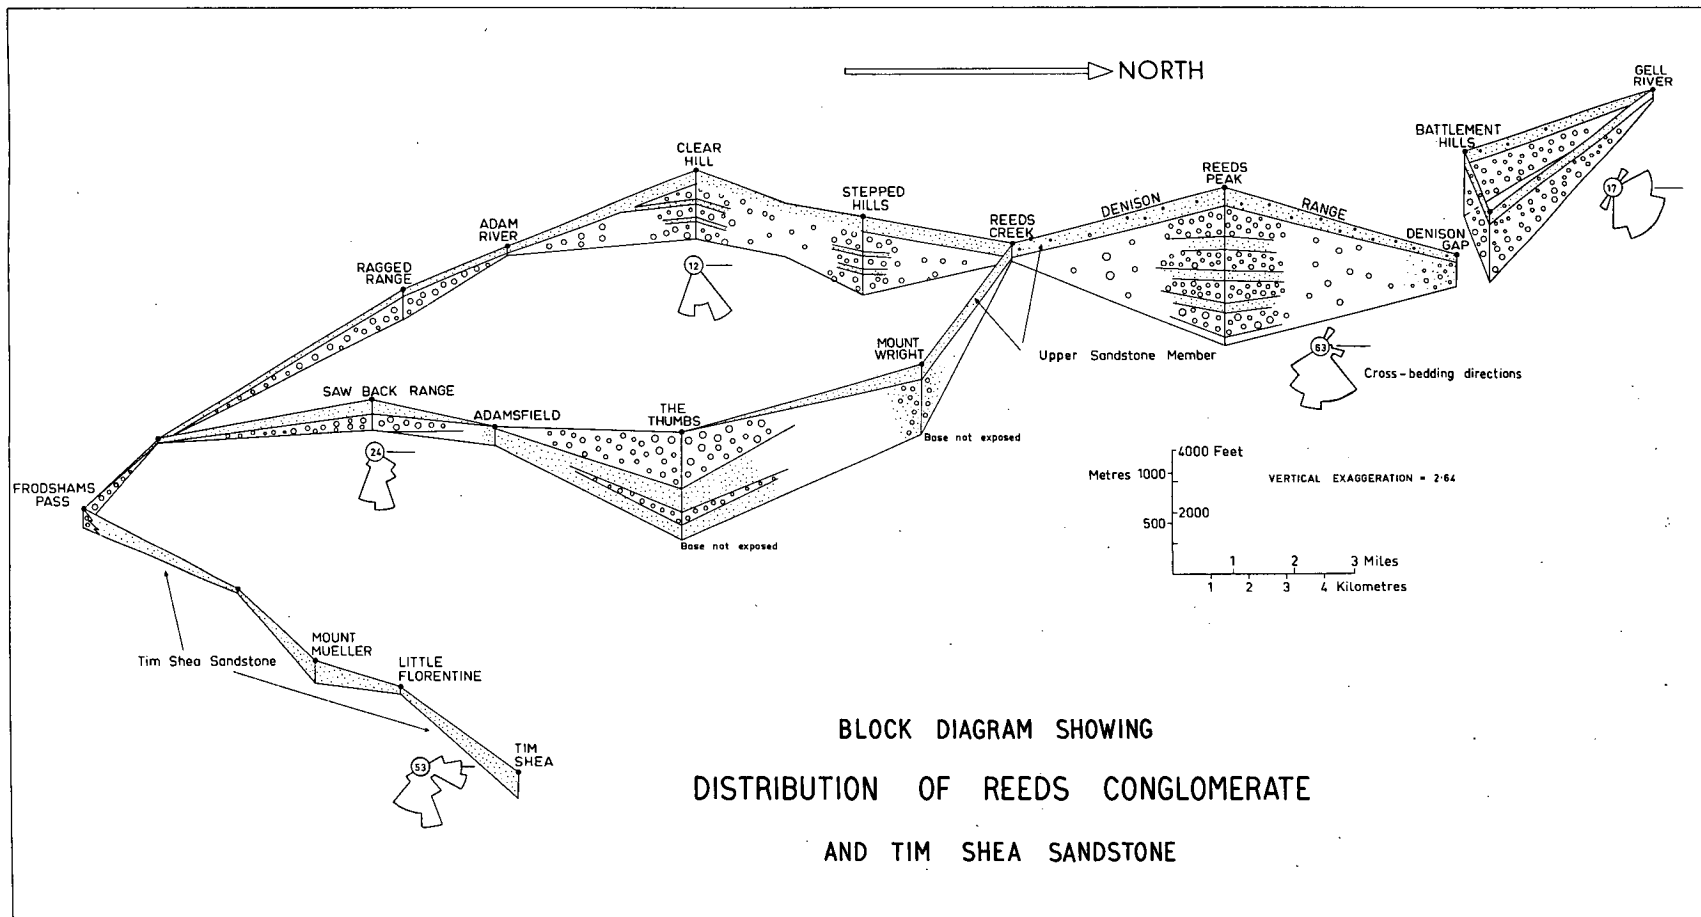 NORTH
GELL
RIVER
BATTLEMENT
HILLS
17
CLEAR
HILL
STEPPED
HILLS
REEDS
PEAK
DENISON
RANGE
REEDS
CREEK
DENISON
GAP
ADAM
RIVER
RAGGED
RANGE
12
63
Cross-bedding directions
Upper Sandstone Member
MOUNT
WRIGHT
Base not exposed
SAW BACK RANGE
ADAMSFIELD
THE
THUMBS
24
Base not exposed
FRODSHAMS
PASS
4000 Feet
Metres 1000
VERTICAL EXAGGERATION = 2·64
2000
500
1 2 3 Miles
1 2 3 4 Kilometres
MOUNT
MUELLER
Tim Shea Sandstone
LITTLE
FLORENTINE
TIM
SHEA
53
BLOCK DIAGRAM SHOWING
DISTRIBUTION OF REEDS CONGLOMERATE
AND TIM SHEA SANDSTONE